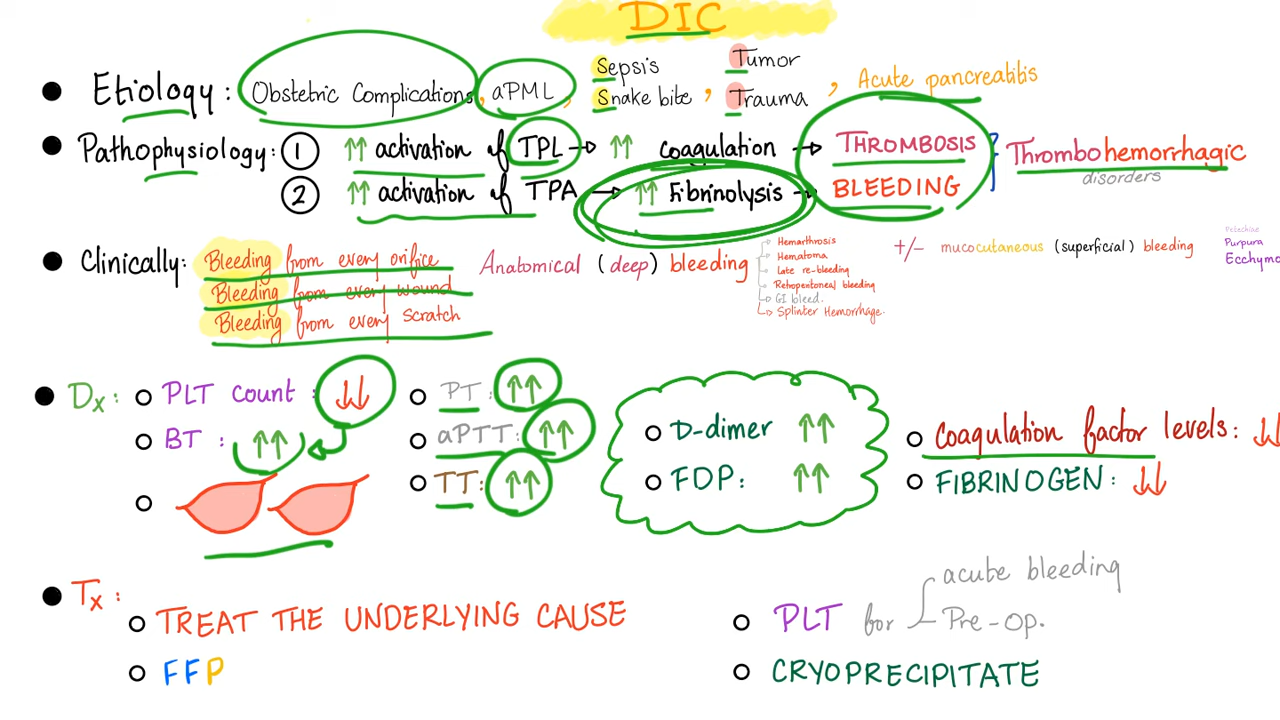 DIC
Etiology: Obstetric Complications, aPML, Sepsis Snake bite, Tumor Trauma, Acute pancreatitis
Pathophysiology: 1 ↑↑ activation of TPL → ↑↑ coagulation → THROMBOSIS
2 ↑↑ activation of TPA → ↑↑ Fibrinolysis → BLEEDING
Thrombohemorrhagic
disorders
Clinically: Bleeding from every orifice
Bleeding from every wound
Bleeding from every scratch
Anatomical (deep) bleeding
Hemarthrosis
Hematoma
Late re-bleeding
Retropentoneal bleeding
GI bleed.
Splinter Hemorrhage.
+/- mucocutaneous (superficial) bleeding
Petechiae
Purpura
Ecchymo
Dx: PLT count: ↓↓
BT: ↑↑
PT: ↑↑
aPTT: ↑↑
TT: ↑↑
D-dimer ↑↑
FDP: ↑↑
Coagulation factor levels: ↓↓
FIBRINOGEN: ↓↓
Tx:
TREAT THE UNDERLYING CAUSE
FFP
PLT for acute bleeding
Pre-op.
CRYOPRECIPITATE